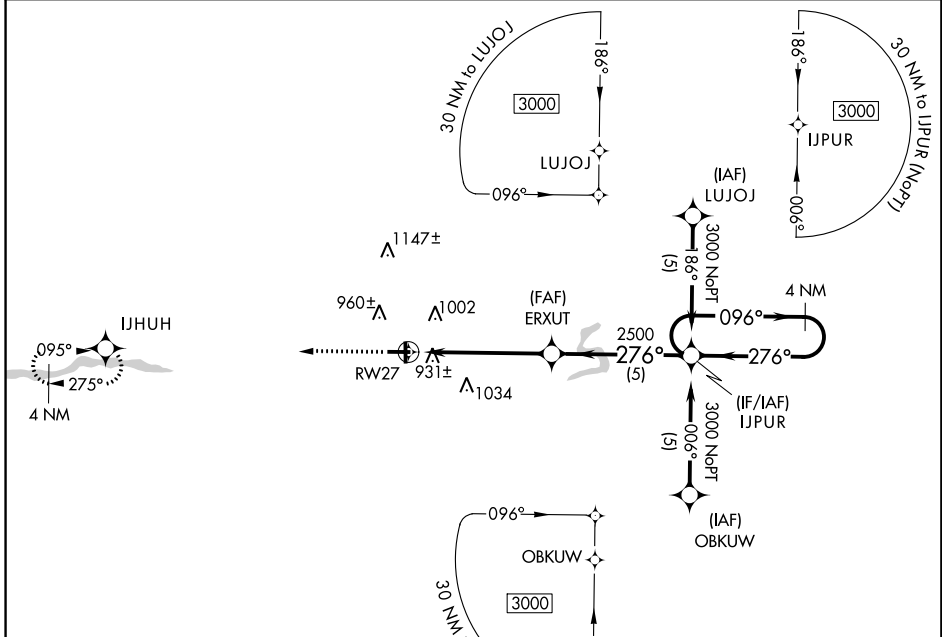 30 NM to LUJOJ
186°
3000
LUJOJ
096°
186°
3000
30 NM to IJPUR (NoPT)
IJPUR
006°
(IAF)
LUJOJ
3000 NoPT
186°
(5)
1147±
960±
1002
(FAF)
ERXUT
4 NM
096°
IJHUH
095°
275°
4 NM
RW27
931±
1034
2500
276°
(5)
276°
(IF/IAF)
IJPUR
3000 NoPT
006°
(5)
(IAF)
OBKUW
096°
OBKUW
3000
30 NM